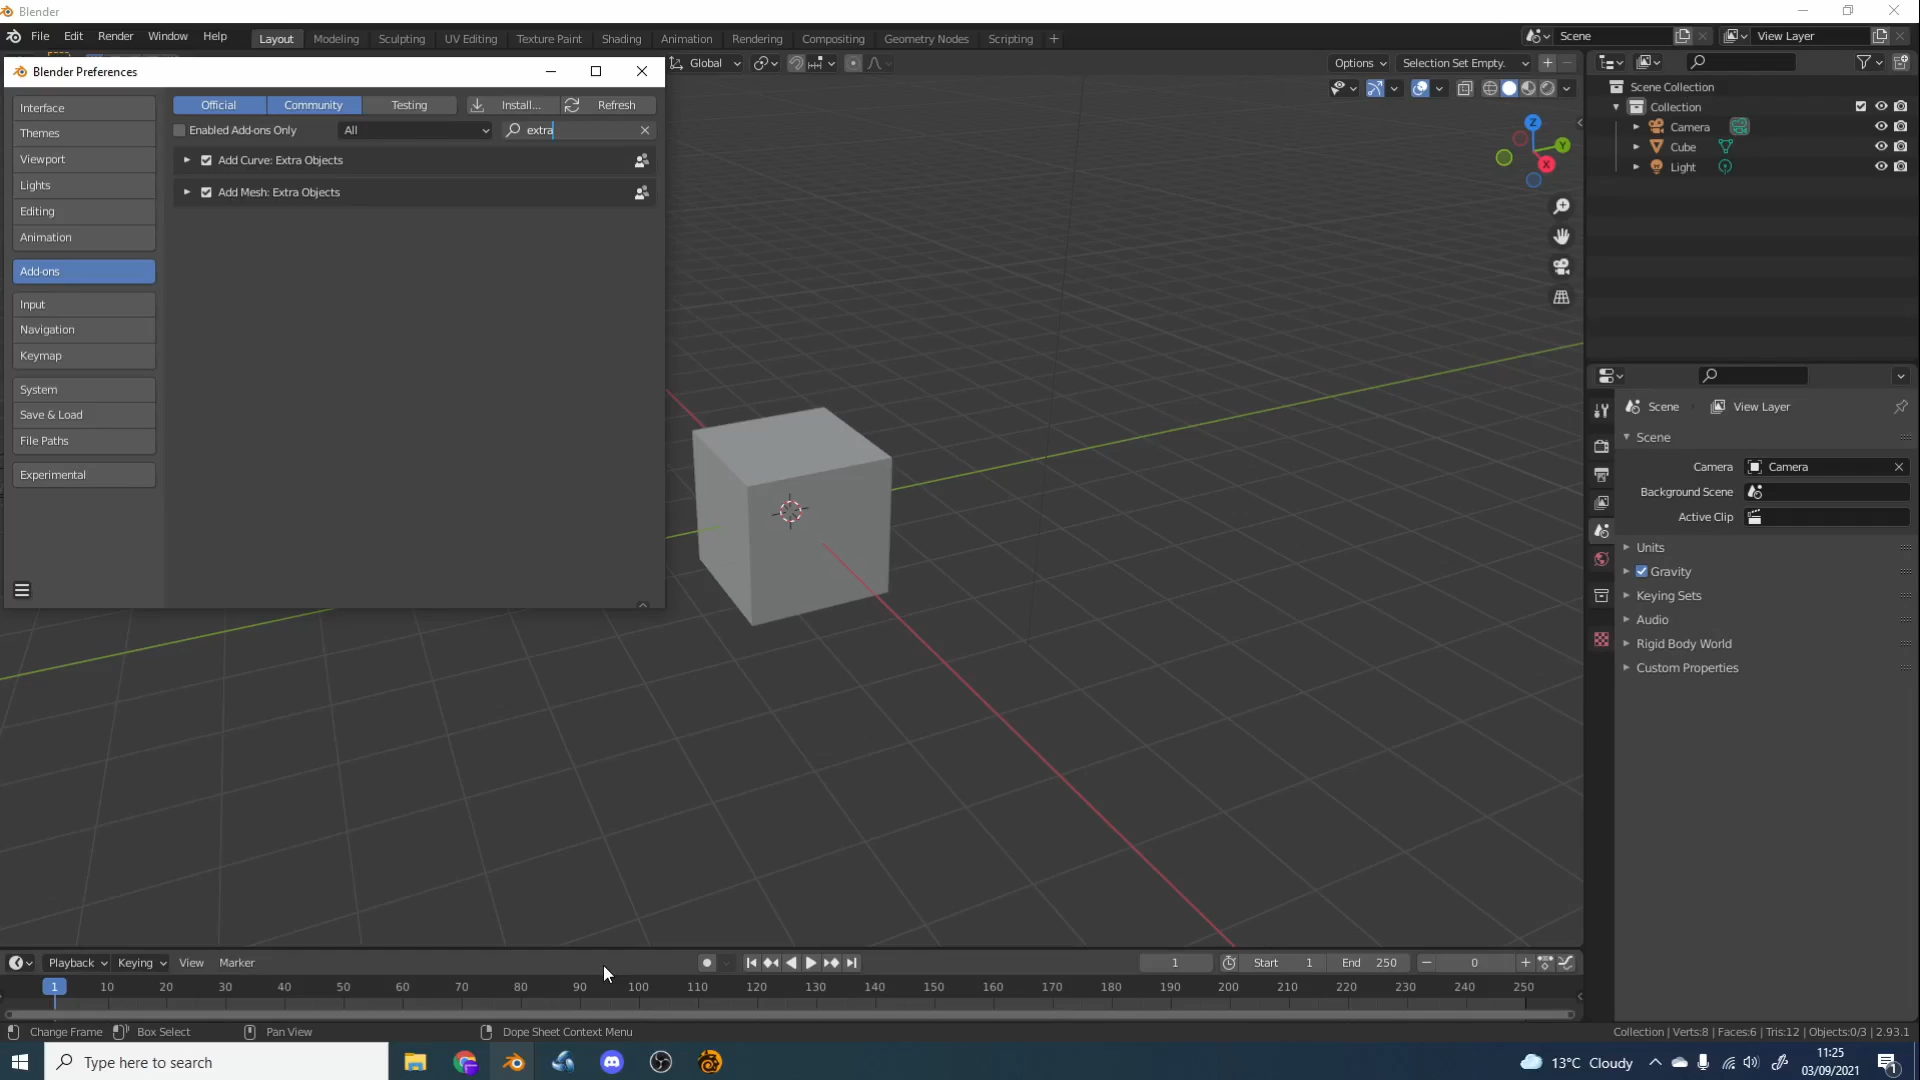 Blender
File Edit Render Window Help Layout Modeling Sculpting UV Editing Texture Paint Shading Animation Rendering Compositing Geometry Nodes Scripting + Scene View Layer
Blender Preferences
Global Options Selection Set Empty.
Interface
Themes
Viewport
Lights
Editing
Animation
Add-ons
Input
Navigation
Keymap
System
Save & Load
File Paths
Experimental
Official Community Testing Install... Refresh
Enabled Add-ons Only All extra
Add Curve: Extra Objects
Add Mesh: Extra Objects
Z
Y
X
Scene Collection
Collection
Camera
Cube
Light
Scene View Layer
Scene
Camera Camera
Background Scene
Active Clip
Units
Gravity
Keying Sets
Audio
Rigid Body World
Custom Properties
Playback Keying View Marker 1 Start 1 End 250 0
1 10 20 30 40 50 60 70 80 90 100 110 120 130 140 150 160 170 180 190 200 210 220 230 240 250
Change Frame Box Select Pan View Dope Sheet Context Menu Collection | Verts:8 | Faces:6 | Tris:12 | Objects:0/3 | 2.93.1
Type here to search 13°C Cloudy 11:25
03/09/2021 1